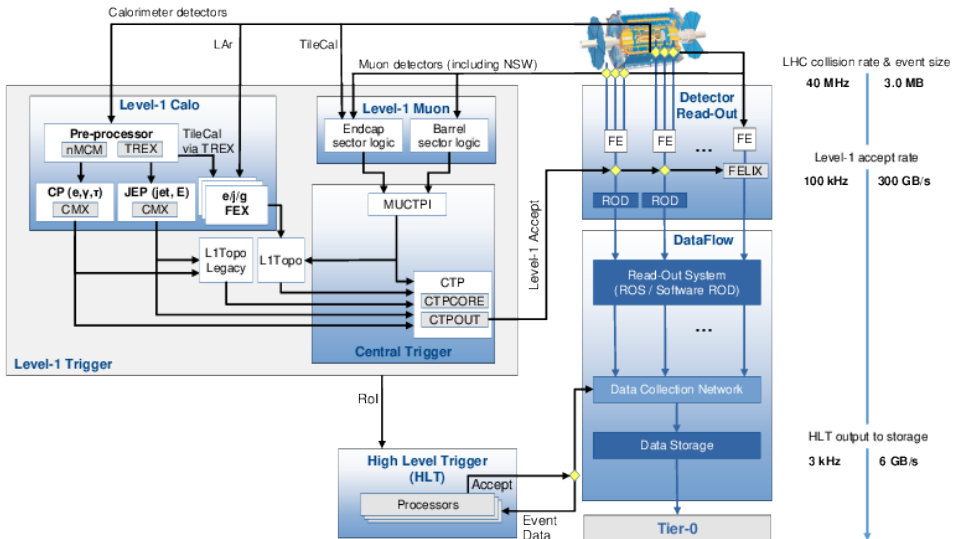 Calorimeter detectors
LAr
TileCal
Muon detectors (including NSW)
LHC collision rate & event size
40 MHz 3.0 MB
Level-1 Calo
Pre-processor
nMCM TREX
TileCal
via TREX
CP (e,γ,τ)
CMX
JEP (jet, E)
CMX
e/j/g
FEX
Level-1 Muon
Endcap
sector logic
Barrel
sector logic
Detector
Read-Out
FE
FE
...
FE
FELIX
ROD
ROD
Level-1 accept rate
100 kHz 300 GB/s
MUCTPI
L1Topo
Legacy
L1Topo
CTP
CTPCORE
CTPOUT
Central Trigger
Level-1 Trigger
Level-1 Accept
DataFlow
Read-Out System
(ROS / Software ROD)
...
Data Collection Network
Data Storage
RoI
High Level Trigger
(HLT)
Accept
Processors
Event
Data
HLT output to storage
3 kHz 6 GB/s
Tier-0